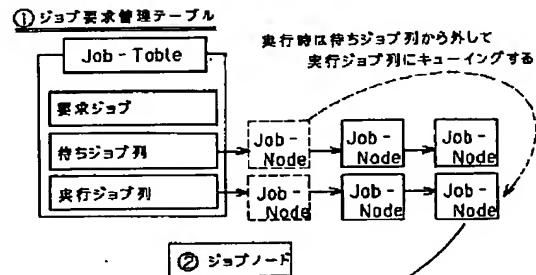 ① ジョブ要求管理テーブル
Job-Toble
実行時は待ちジョブ列から外して
実行ジョブ列にキューイングする
要求ジョブ
待ちジョブ列
Job-
Node
Job-
Node
Job-
Node
実行ジョブ列
Job-
Node
Job-
Node
Job-
Node
② ジョブノード